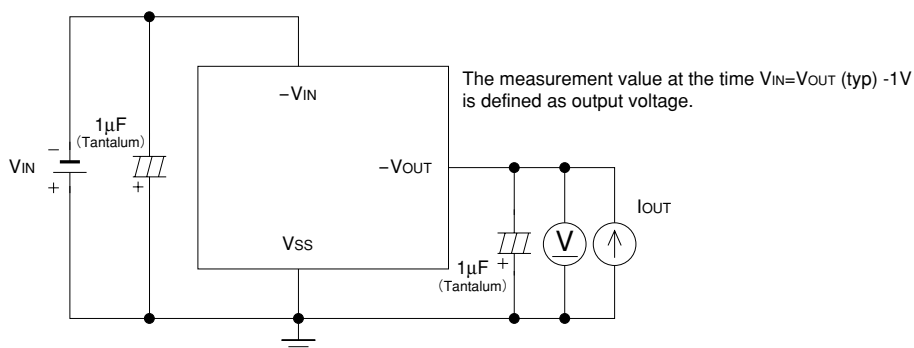 −VIN
The measurement value at the time VIN=VOUT (typ) -1V
is defined as output voltage.
1μF
(Tantalum)
−
VIN
+
+
−VOUT
IOUT
VSS
V
1μF
+
(Tantalum)